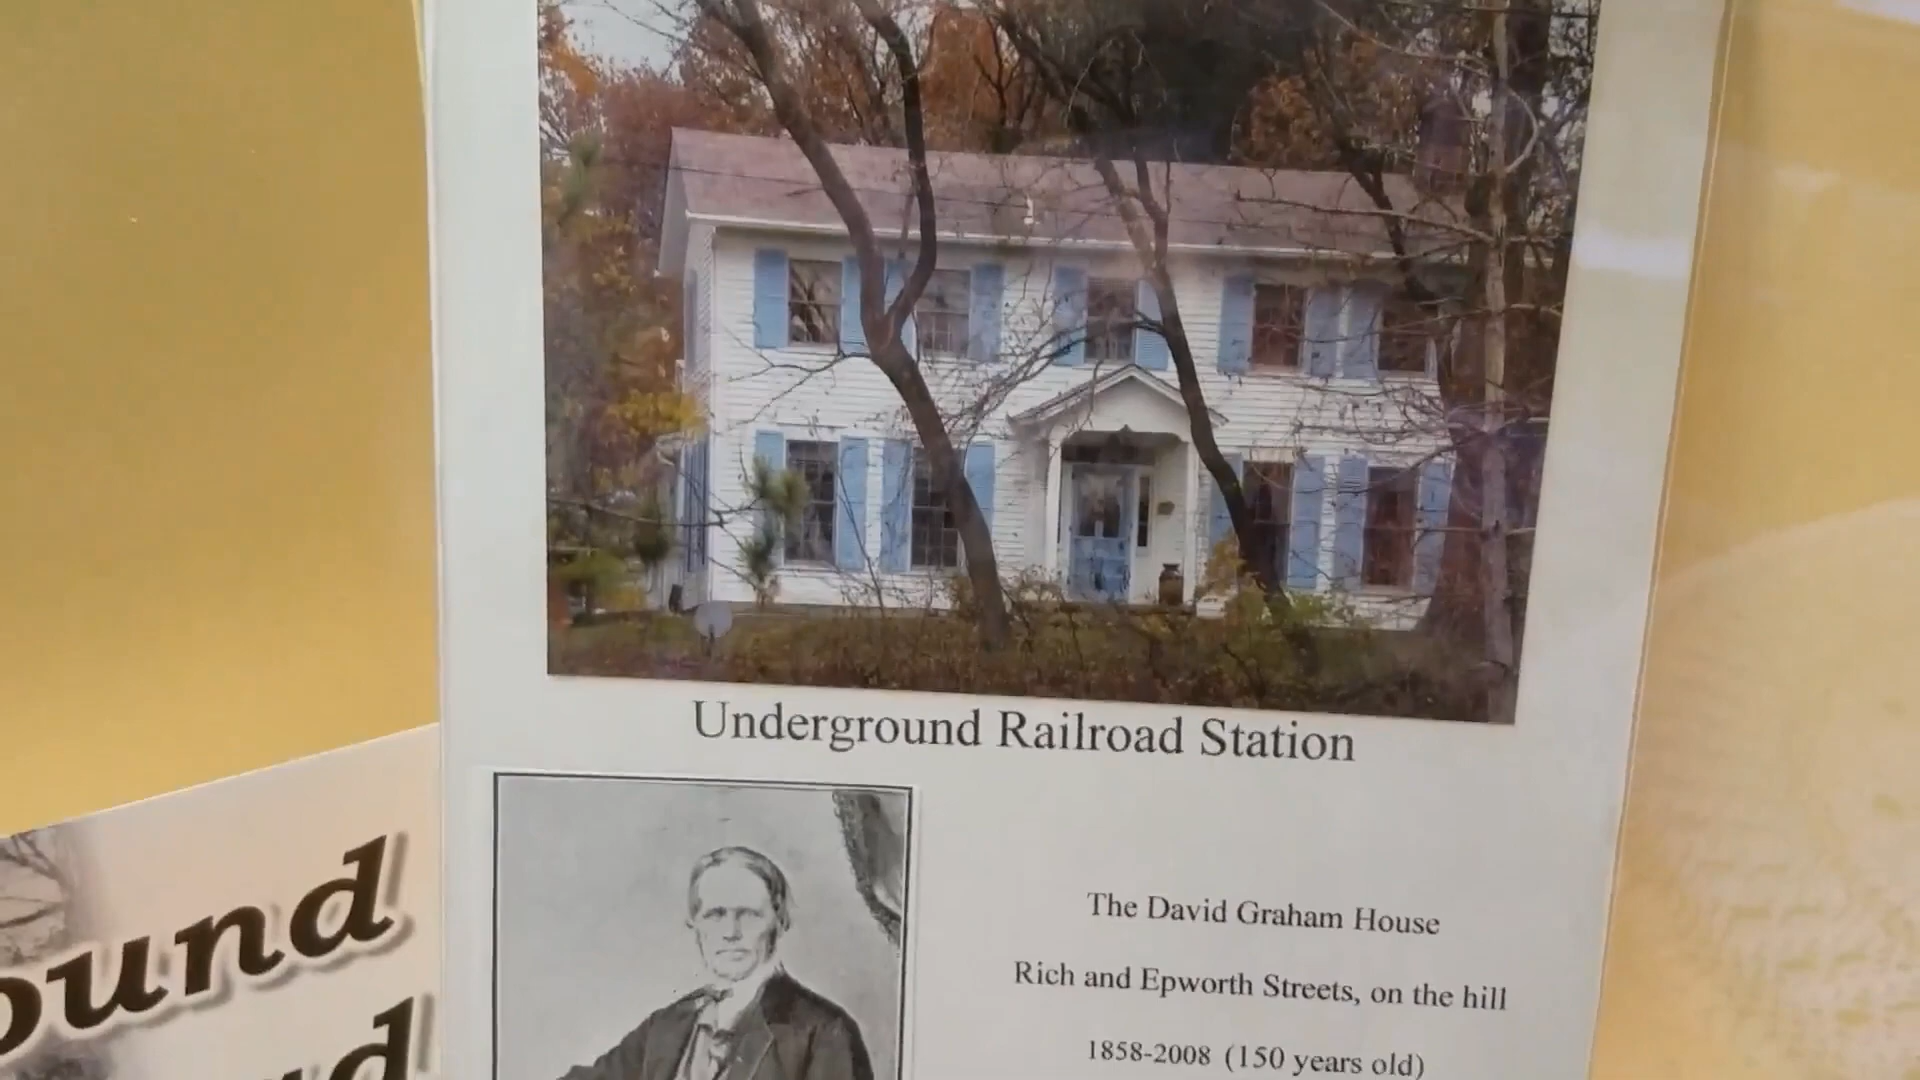 Underground Railroad Station
The David Graham House
Rich and Epworth Streets, on the hill
1858-2008 (150 years old)
ound